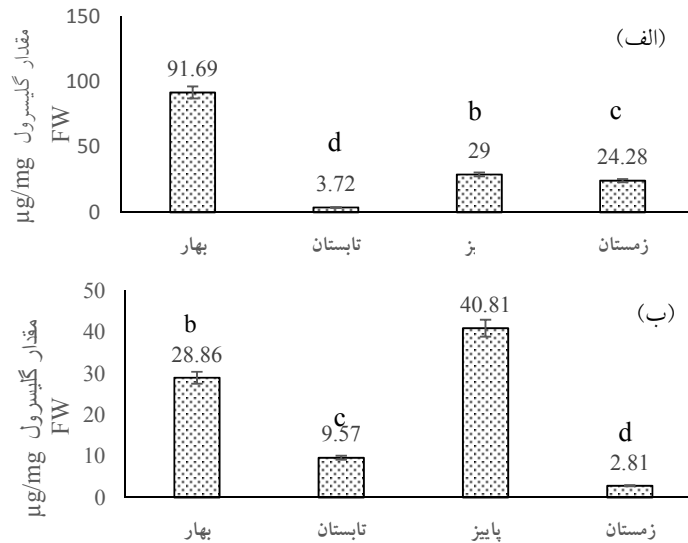 (الف)
مقدار گلیسرول µg/mg
FW
150
100
50
0
91.69
d
3.72
b
29
c
24.28
بهار
تابستان
یز
زمستان
(ب)
مقدار گلیسرول µg/mg
FW
50
40
30
20
10
0
b
28.86
c
9.57
40.81
d
2.81
بهار
تابستان
پاییز
زمستان